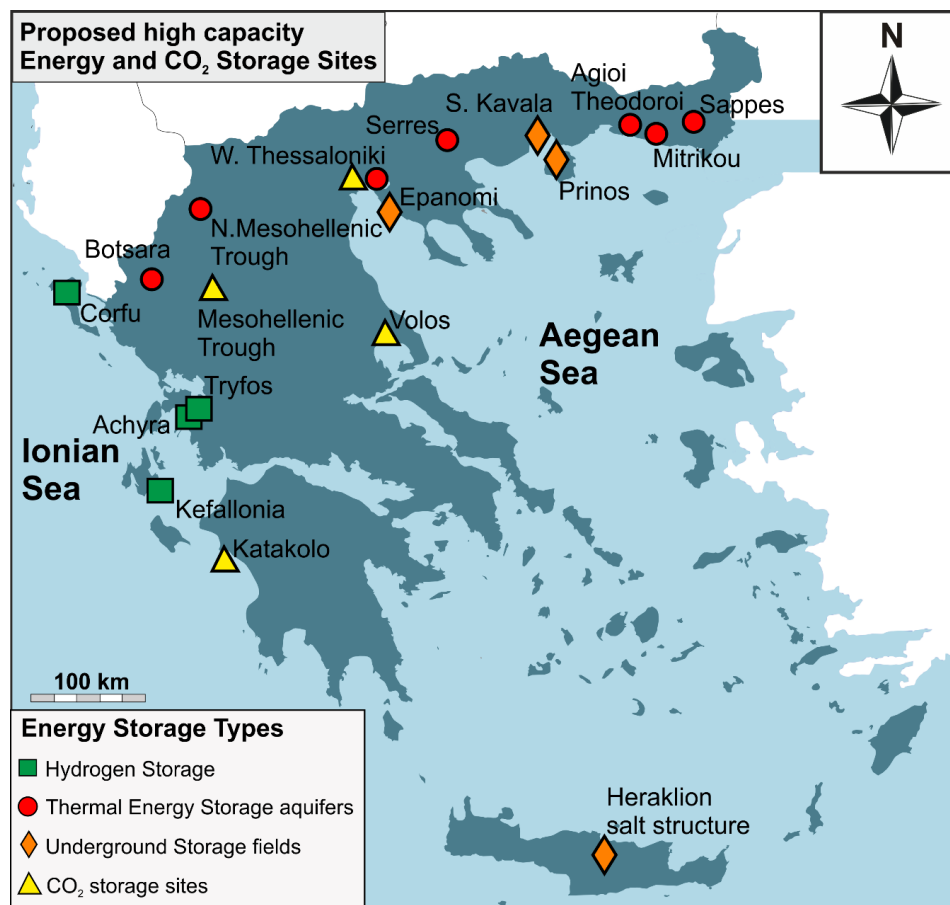 Proposed high capacity
Energy and CO₂ Storage Sites
N
Agioi
Theodoroi
S. Kavala
Sappes
Serres
Mitrikou
W. Thessaloniki
Prinos
Epanomi
N.Mesohellenic
Trough
Botsara
Corfu
Mesohellenic
Trough
Volos
Aegean
Sea
Tryfos
Achyra
Ionian
Sea
Kefallonia
Katakolo
100 km
Energy Storage Types
Hydrogen Storage
Thermal Energy Storage aquifers
Underground Storage fields
CO₂ storage sites
Heraklion
salt structure